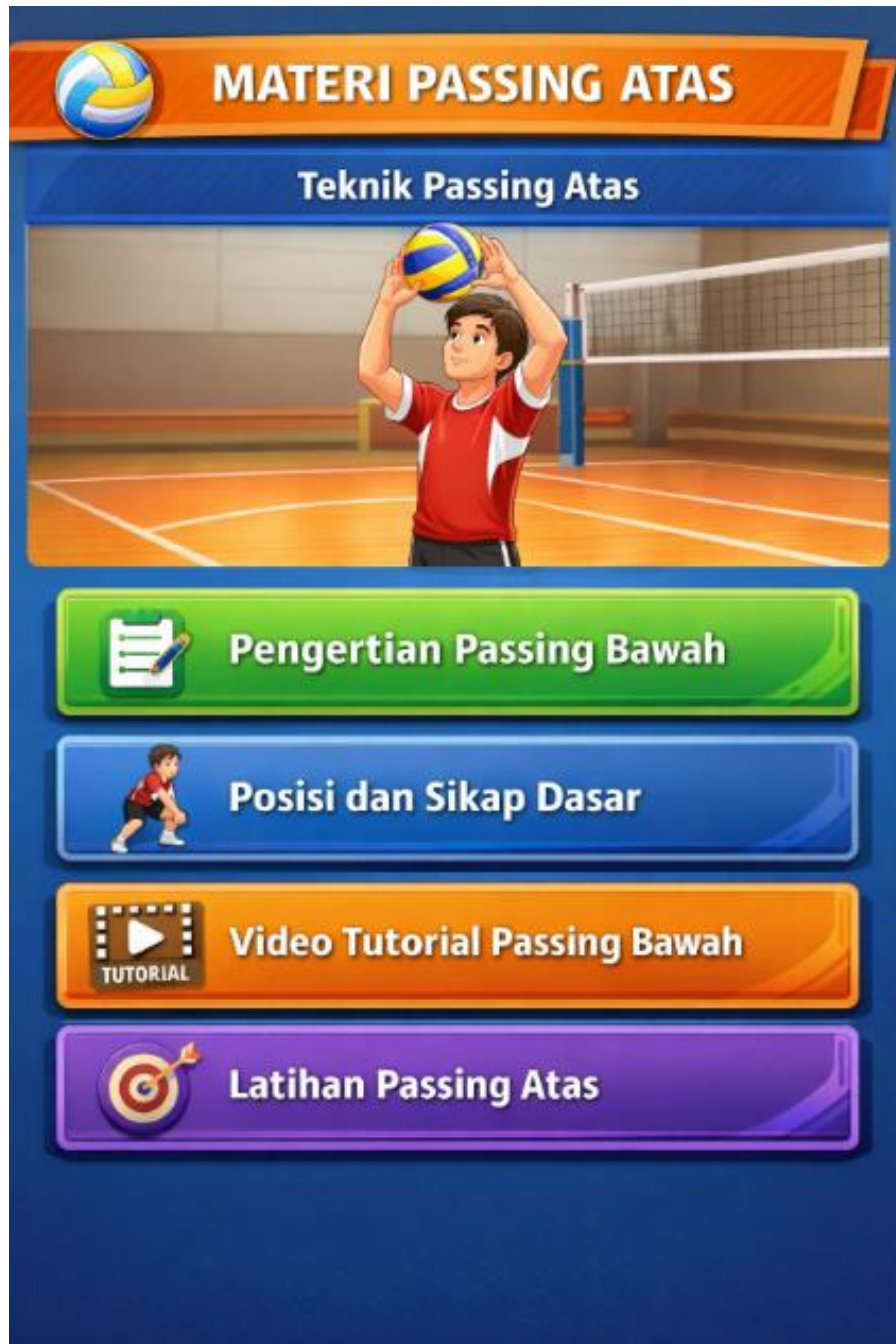 MATERI PASSING ATAS
Teknik Passing Atas
Pengertian Passing Bawah
Posisi dan Sikap Dasar
TUTORIAL
Video Tutorial Passing Bawah
Latihan Passing Atas